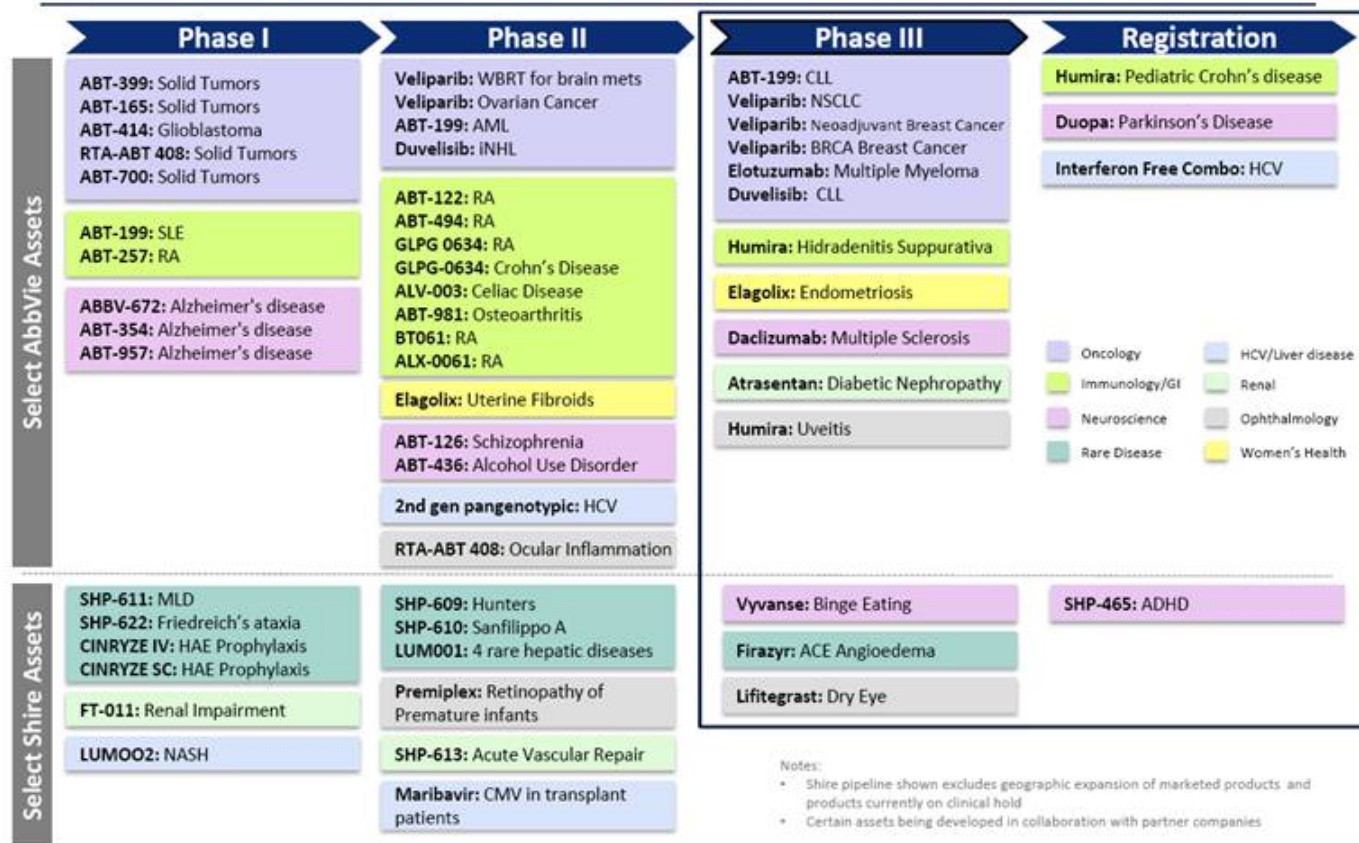 Phase I
Phase II
Phase III
Registration
Select AbbVie Assets
ABT-399: Solid Tumors
ABT-165: Solid Tumors
ABT-414: Glioblastoma
RTA-ABT 408: Solid Tumors
ABT-700: Solid Tumors
ABT-199: SLE
ABT-257: RA
ABBV-672: Alzheimer's disease
ABT-354: Alzheimer's disease
ABT-957: Alzheimer's disease
Veliparib: WBRT for brain mets
Veliparib: Ovarian Cancer
ABT-199: AML
Duvelisib: iNHL
ABT-122: RA
ABT-494: RA
GLPG 0634: RA
GLPG-0634: Crohn's Disease
ALV-003: Celiac Disease
ABT-981: Osteoarthritis
BT061: RA
ALX-0061: RA
Elagolix: Uterine Fibroids
ABT-126: Schizophrenia
ABT-436: Alcohol Use Disorder
2nd gen pangenotypic: HCV
RTA-ABT 408: Ocular Inflammation
ABT-199: CLL
Veliparib: NSCLC
Veliparib: Neoadjuvant Breast Cancer
Veliparib: BRCA Breast Cancer
Elotuzumab: Multiple Myeloma
Duvelisib: CLL
Humira: Hidradenitis Suppurativa
Elagolix: Endometriosis
Daclizumab: Multiple Sclerosis
Atrasentan: Diabetic Nephropathy
Humira: Uveitis
Humira: Pediatric Crohn's disease
Duopa: Parkinson's Disease
Interferon Free Combo: HCV
Oncology
HCV/Liver disease
Immunology/GI
Renal
Neuroscience
Ophthalmology
Rare Disease
Women's Health
Select Shire Assets
SHP-611: MLD
SHP-622: Friedreich's ataxia
CINRYZE IV: HAE Prophylaxis
CINRYZE SC: HAE Prophylaxis
FT-011: Renal Impairment
LUMOO2: NASH
SHP-609: Hunters
SHP-610: Sanfilippo A
LUM001: 4 rare hepatic diseases
Premiplex: Retinopathy of
Premature infants
SHP-613: Acute Vascular Repair
Maribavir: CMV in transplant
patients
Vyvanse: Binge Eating
Firazyr: ACE Angioedema
Lifitegrast: Dry Eye
SHP-465: ADHD
Notes:
• Shire pipeline shown excludes geographic expansion of marketed products and
products currently on clinical hold
• Certain assets being developed in collaboration with partner companies